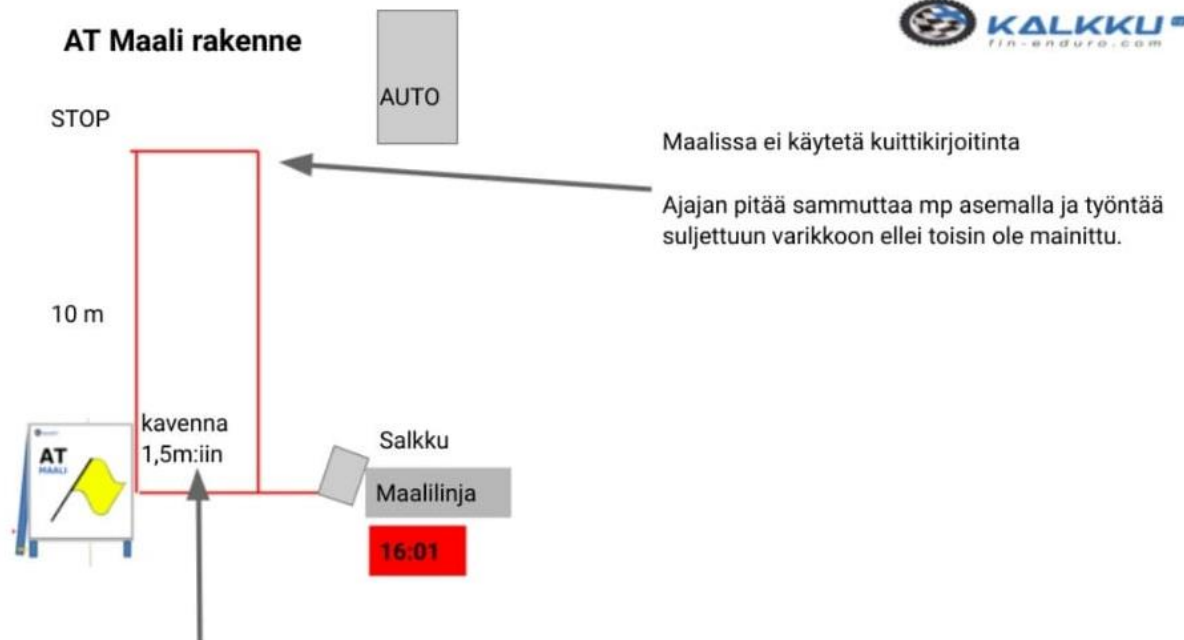 AT Maali rakenne
KALKKU
fin-enduro.com
AUTO
STOP
Maalissa ei käytetä kuittikirjoitinta
Ajajan pitää sammuttaa mp asemalla ja työntää
suljettuun varikkoon ellei toisin ole mainittu.
10 m
kavenna
1,5m:iin
AT
MAALI
Salkku
Maalilinja
16:01